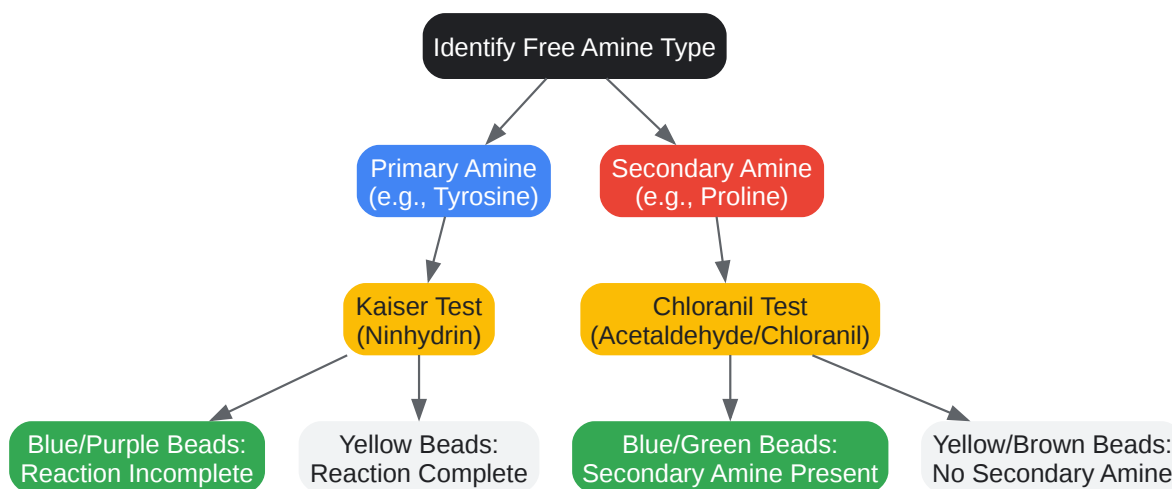 Identify Free Amine Type
Primary Amine
(e.g., Tyrosine)
Secondary Amine
(e.g., Proline)
Kaiser Test
(Ninhydrin)
Chloranil Test
(Acetaldehyde/Chloranil)
Blue/Purple Beads:
Reaction Incomplete
Yellow Beads:
Reaction Complete
Blue/Green Beads:
Secondary Amine Present
Yellow/Brown Beads:
No Secondary Amine